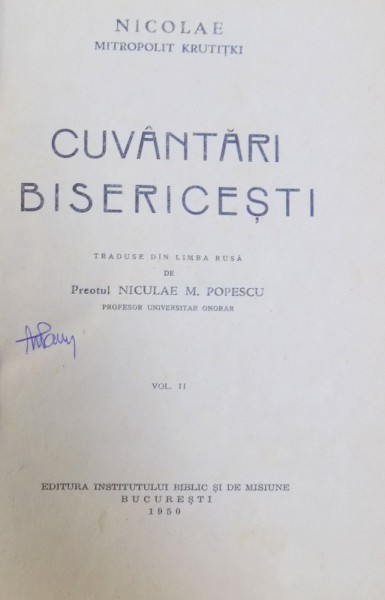 NICOLAE
MITROPOLIT KRUTIȚKI
CUVÂNTĂRI
BISERICEȘTI
TRADUSE DIN LIMBA RUSĂ
DE
Preotul NICULAE M. POPESCU
PROFESOR UNIVERSITAR ONORAR
VOL. II
EDITURA INSTITUTULUI BIBLIC ȘI DE MISIUNE
BUCUREȘTI
1950